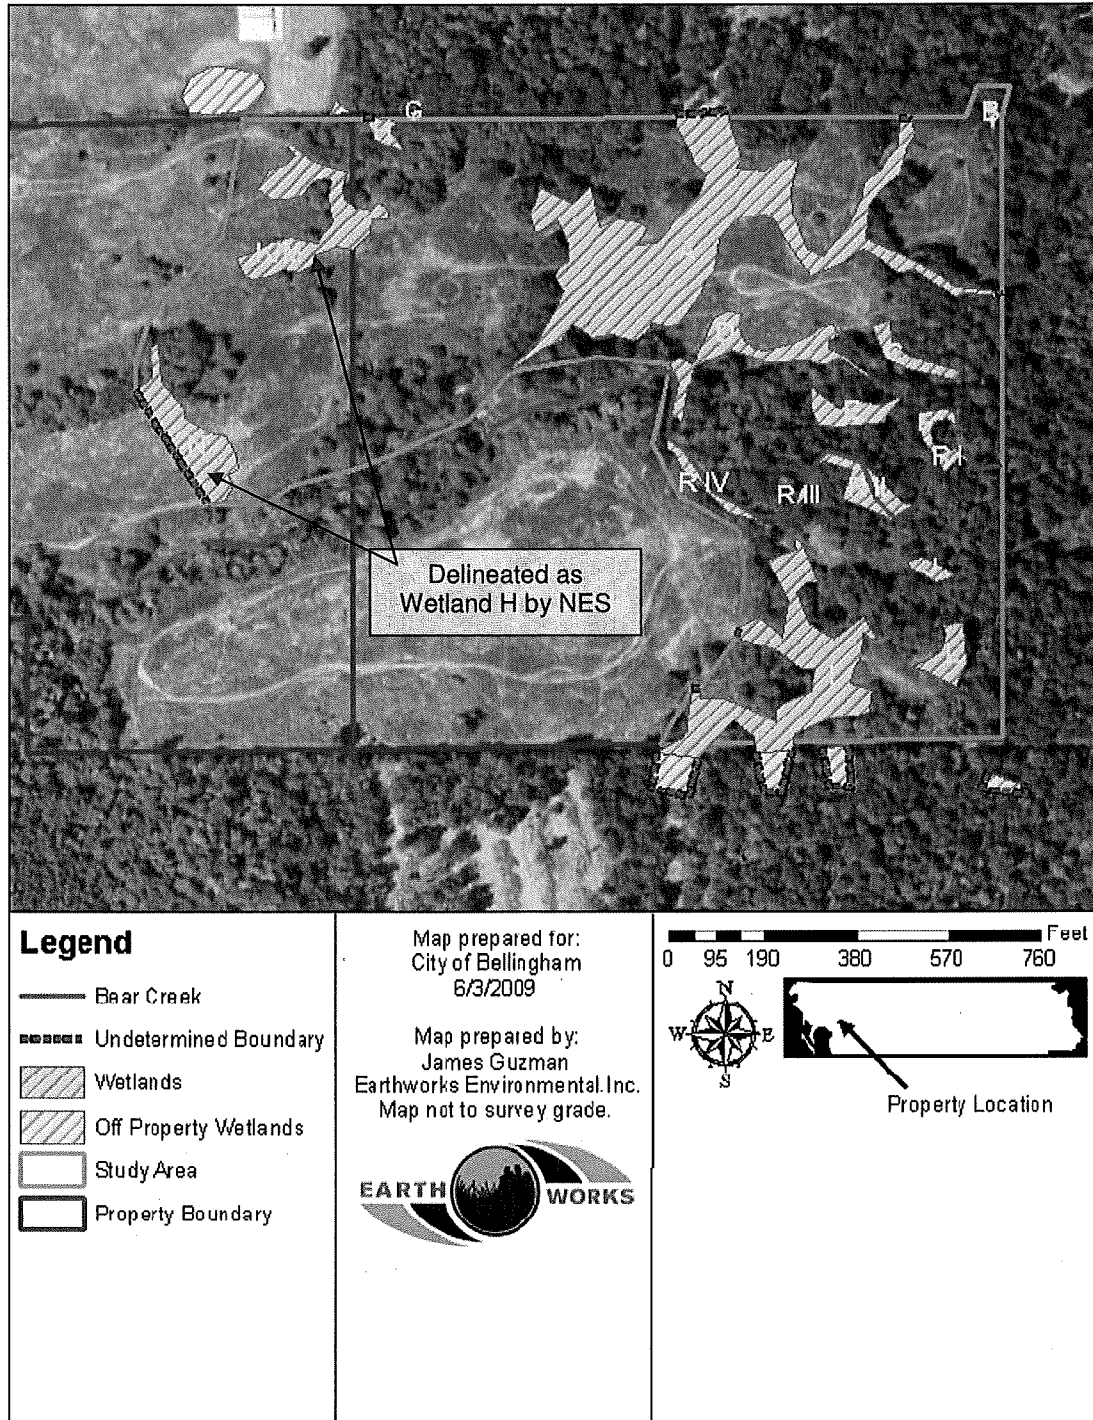 G
B
R IV
R III
R I
Delineated as
Wetland H by NES
Legend
Bear Creek
Undetermined Boundary
Wetlands
Off Property Wetlands
Study Area
Property Boundary
Map prepared for:
City of Bellingham
6/3/2009
Map prepared by:
James Guzman
Earthworks Environmental, Inc.
Map not to survey grade.
EARTH WORKS
Feet
0 95 190 380 570 760
N
W E
S
Property Location